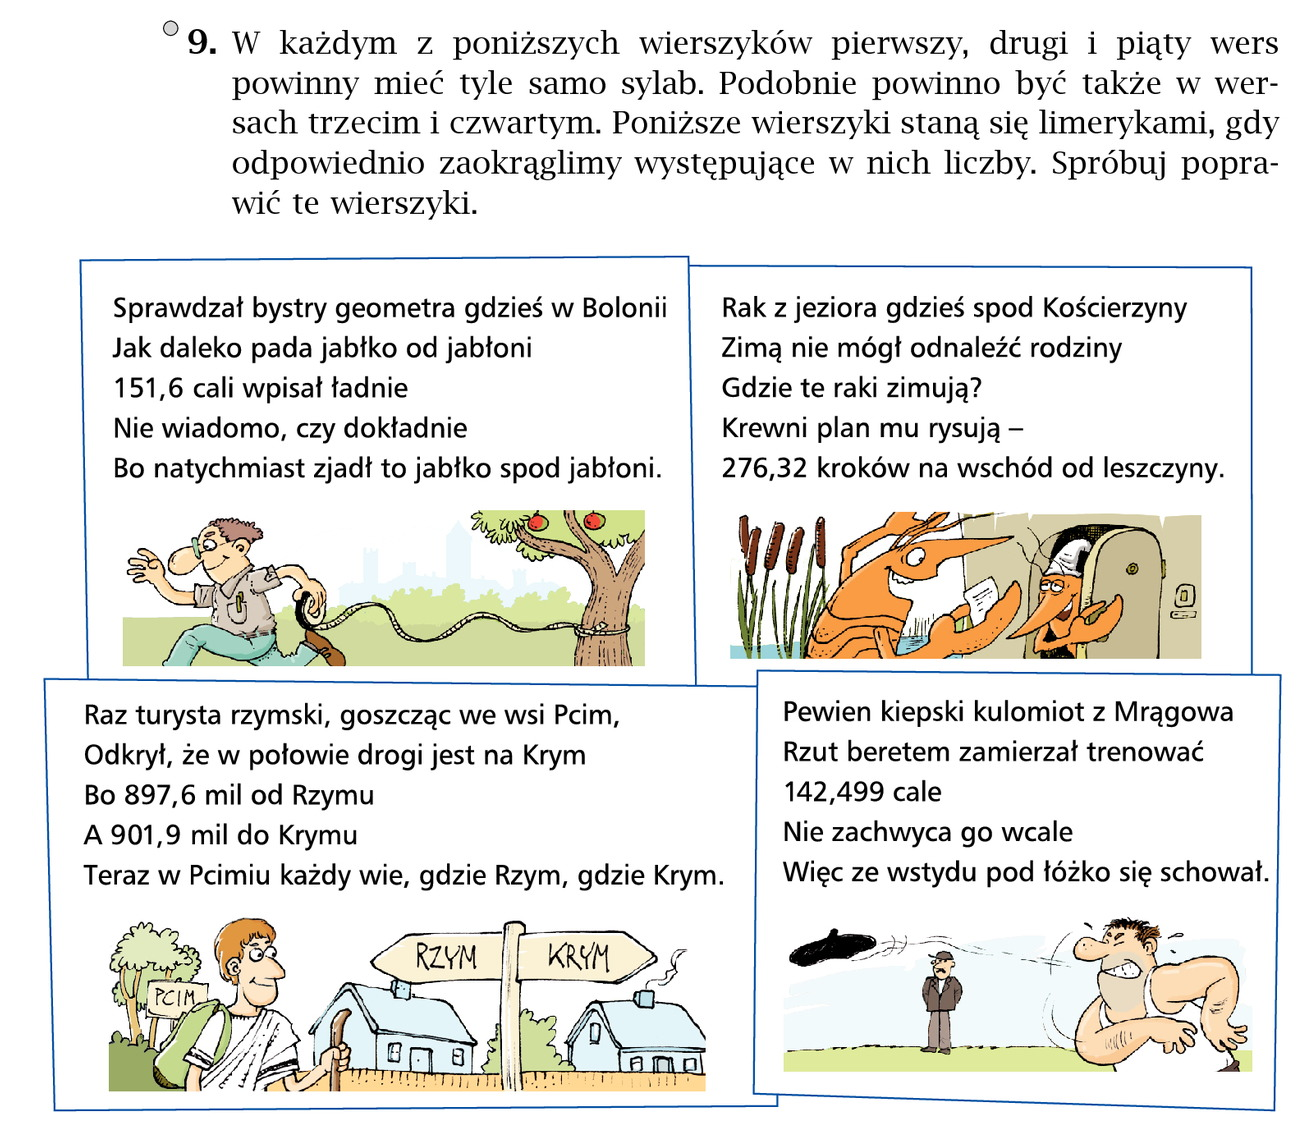 9. W każdym z poniższych wierszyków pierwszy, drugi i piąty wers
powinny mieć tyle samo sylab. Podobnie powinno być także w wer-
sach trzecim i czwartym. Poniższe wierszyki staną się limerykami, gdy
odpowiednio zaokrąglimy występujące w nich liczby. Spróbuj popra-
wić te wierszyki.
Sprawdzał bystry geometra gdzieś w Bolonii
Jak daleko pada jabłko od jabłoni
151,6 cali wpisał ładnie
Nie wiadomo, czy dokładnie
Bo natychmiast zjadł to jabłko spod jabłoni.
Rak z jeziora gdzieś spod Kościerzyny
Zimą nie mógł odnaleźć rodziny
Gdzie te raki zimują?
Krewni plan mu rysują –
276,32 kroków na wschód od leszczyny.
Raz turysta rzymski, goszcząc we wsi Pcim,
Odkrył, że w połowie drogi jest na Krym
Bo 897,6 mil od Rzymu
A 901,9 mil do Krymu
Teraz w Pcimiu każdy wie, gdzie Rzym, gdzie Krym.
PCIM
RZYM
KRYM
Pewien kiepski kulomiot z Mrągowa
Rzut beretem zamierzał trenować
142,499 cale
Nie zachwyca go wcale
Więc ze wstydu pod łóżko się schował.